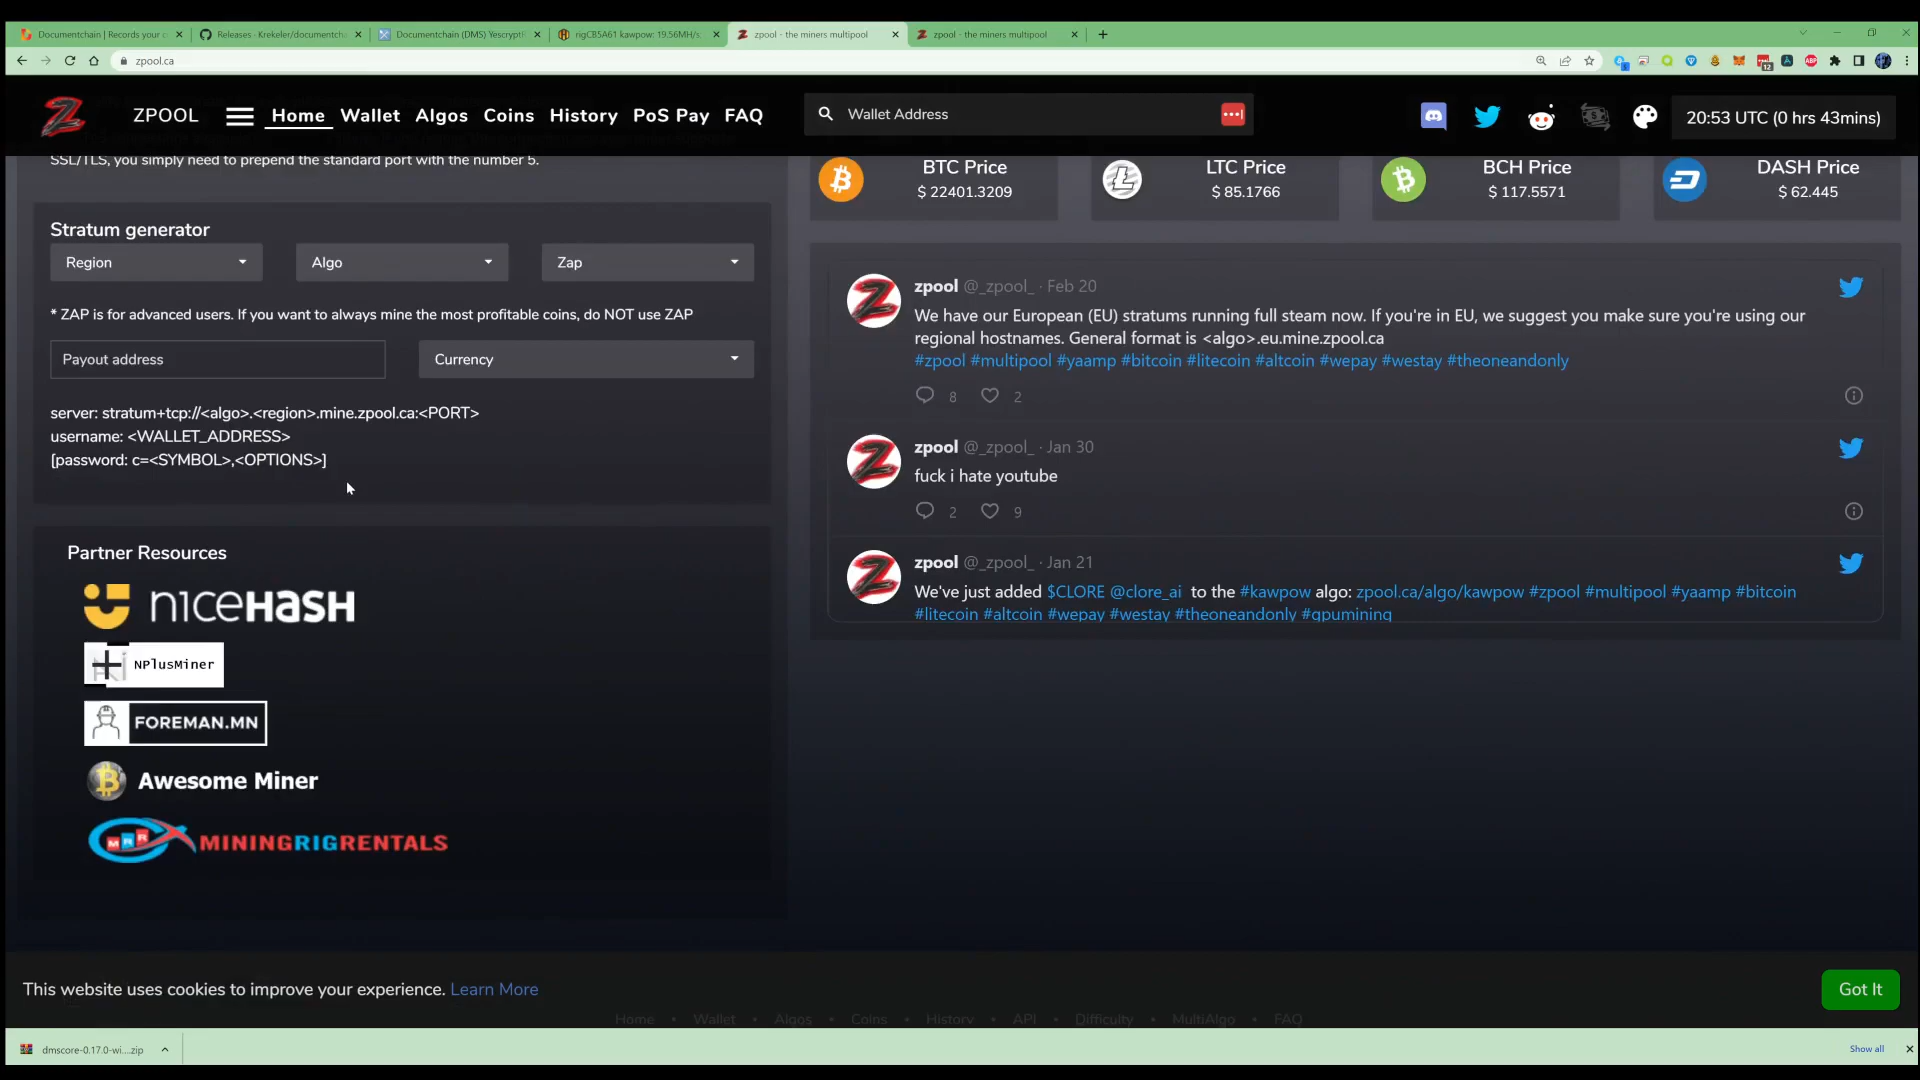 Documentchain | Records your c
Releases · Krekeler/documentcha
Documentchain (DMS) Yescrypt
rigCB5A61 kawpow: 19.56MH/s
zpool - the miners multipool
zpool - the miners multipool
zpool.ca
ZPOOL
Home
Wallet
Algos
Coins
History
PoS Pay
FAQ
Wallet Address
20:53 UTC (0 hrs 43mins)
SSL/TLS, you simply need to prepend the standard port with the number 5.
Stratum generator
Region
Algo
Zap
* ZAP is for advanced users. If you want to always mine the most profitable coins, do NOT use ZAP
Payout address
Currency
server: stratum+tcp://<algo>.<region>.mine.zpool.ca:<PORT>
username: <WALLET_ADDRESS>
[password: c=<SYMBOL>,<OPTIONS>]
Partner Resources
niceHasH
NPlusMiner
FOREMAN.MN
Awesome Miner
MRR
MININGRIGRENTALS
BTC Price
$ 22401.3209
LTC Price
$ 85.1766
BCH Price
$ 117.5571
DASH Price
$ 62.445
zpool @_zpool_ · Feb 20
We have our European (EU) stratums running full steam now. If you're in EU, we suggest you make sure you're using our
regional hostnames. General format is <algo>.eu.mine.zpool.ca
#zpool #multipool #yaamp #bitcoin #litecoin #altcoin #wepay #westay #theoneandonly
8 2
zpool @_zpool_ · Jan 30
fuck i hate youtube
2 9
zpool @_zpool_ · Jan 21
We've just added $CLORE @clore_ai to the #kawpow algo: zpool.ca/algo/kawpow #zpool #multipool #yaamp #bitcoin
#litecoin #altcoin #wepay #westay #theoneandonly #gpumining
This website uses cookies to improve your experience. Learn More
Got It
Home • Wallet • Algos • Coins • History • API • Difficulty • MultiAlgo • FAQ
dmscore-0.17.0-wi....zip
Show all